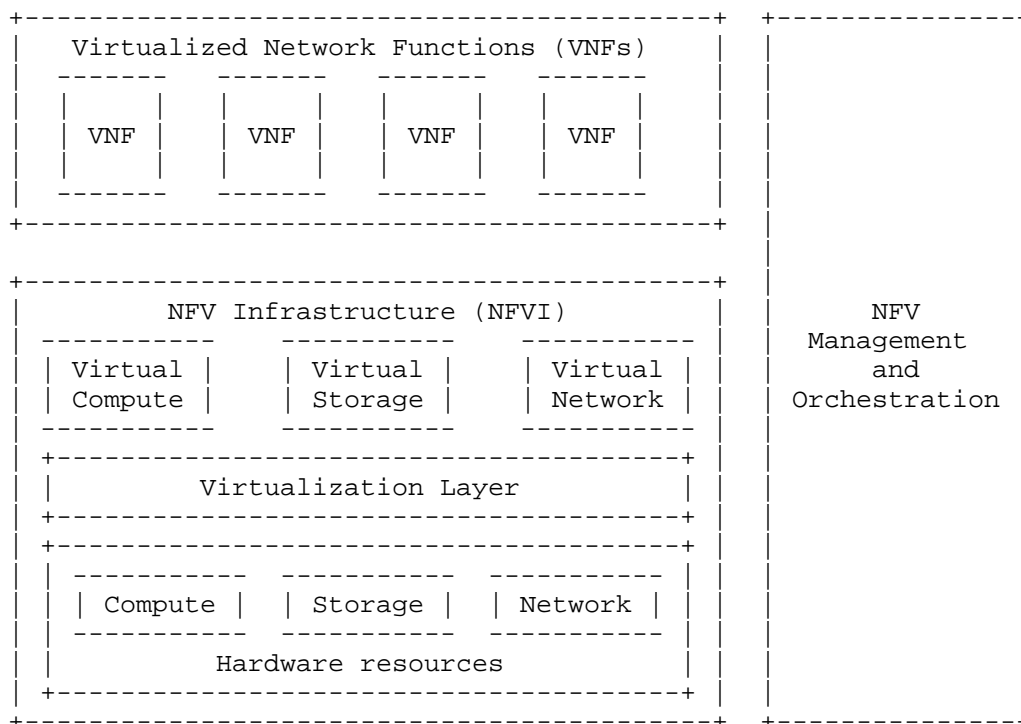 Virtualized Network Functions (VNFs)
VNF VNF VNF VNF
NFV Infrastructure (NFVI)
Virtual Compute
Virtual Storage
Virtual Network
Virtualization Layer
Compute Storage Network
Hardware resources
NFV
Management
and
Orchestration